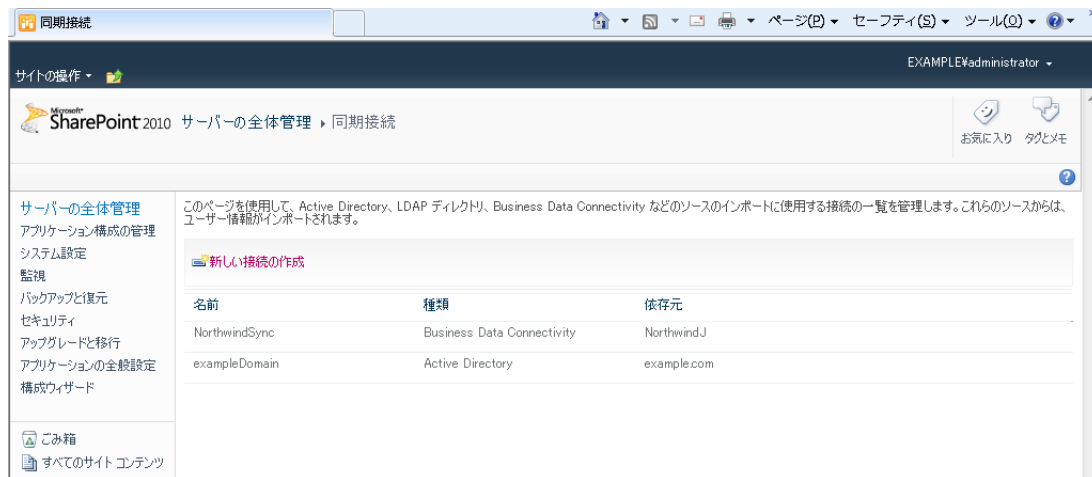 同期接続
ページ(P) セーフティ(S) ツール(O)
EXAMPLE¥administrator
サイトの操作
Microsoft
SharePoint 2010 サーバーの全体管理 ▸ 同期接続
お気に入り タグとメモ
サーバーの全体管理
アプリケーション構成の管理
システム設定
監視
バックアップと復元
セキュリティ
アップグレードと移行
アプリケーションの全般設定
構成ウィザード
ごみ箱
すべてのサイト コンテンツ
このページを使用して、Active Directory、LDAP ディレクトリ、Business Data Connectivity などのソースのインポートに使用する接続の一覧を管理します。これらのソースからは、
ユーザー情報がインポートされます。
新しい接続の作成
名前 種類 依存元
NorthwindSync Business Data Connectivity NorthwindJ
exampleDomain Active Directory example.com